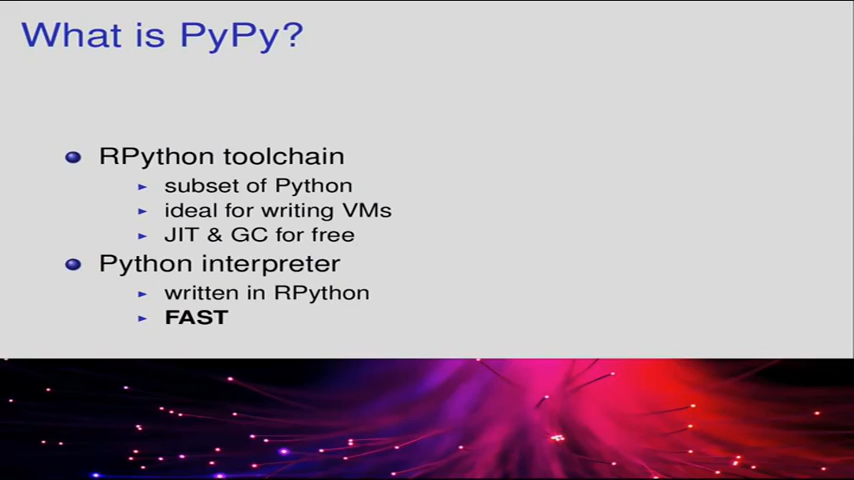 What is PyPy?
RPython toolchain
subset of Python
ideal for writing VMs
JIT & GC for free
Python interpreter
written in RPython
FAST